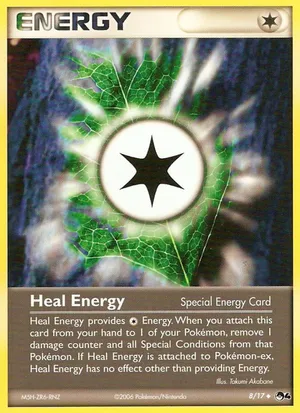 ENERGY
Heal Energy Special Energy Card
Heal Energy provides Energy. When you attach this
card from your hand to 1 of your Pokémon, remove 1
damage counter and all Special Conditions from that
Pokémon. If Heal Energy is attached to Pokémon-ex,
Heal Energy has no effect other than providing Energy.
Illus. Takumi Akabane
MSH-ZR6-RNZ ©2006 Pokémon/Nintendo 8/17